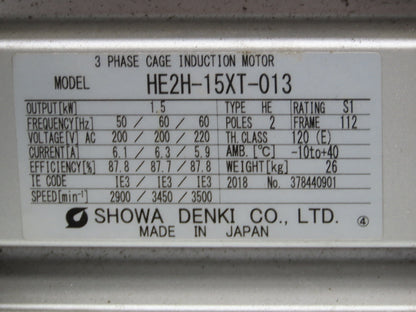 3 PHASE CAGE INDUCTION MOTOR
MODEL HE2H-15XT-013
OUTPUT[kW] 1.5 TYPE HE RATING S1
FREQUENCY[Hz] 50 / 60 / 60 POLES 2 FRAME 112
VOLTAGE[V] AC 200 / 200 / 220 TH.CLASS 120 (E)
CURRENT[A] 6.1 / 6.3 / 5.9 AMB.[°C] -10to+40
EFFICIENCY[%] 87.8 / 87.7 / 87.8 WEIGHT[kg] 26
IE CODE IE3 / IE3 / IE3 2018 No. 378440901
SPEED[min⁻¹] 2900 / 3450 / 3500
SHOWA DENKI CO., LTD. ④
MADE IN JAPAN